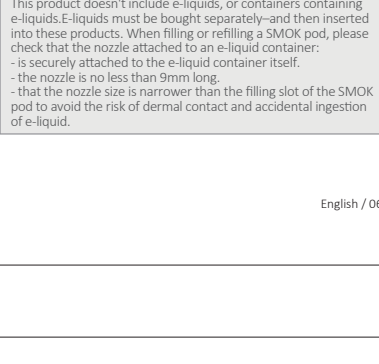 This product doesn't include e-liquids, or containers containing
e-liquids.E-liquids must be bought separately–and then inserted
into these products. When filling or refilling a SMOK pod, please
check that the nozzle attached to an e-liquid container:
- is securely attached to the e-liquid container itself.
- the nozzle is no less than 9mm long.
- that the nozzle size is narrower than the filling slot of the SMOK
pod to avoid the risk of dermal contact and accidental ingestion
of e-liquid.
English / 06